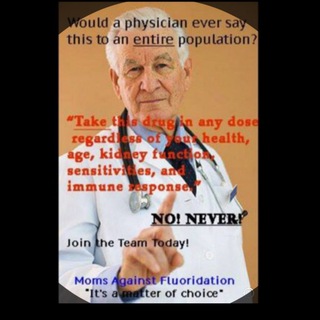 Would a physician ever say
this to an entire population?
"Take this drug in any dose
regardless of your health,
age, kidney function,
sensitivities, and
immune response."
NO! NEVER!
Join the Team Today!
Moms Against Fluoridation
"It's a matter of choice"